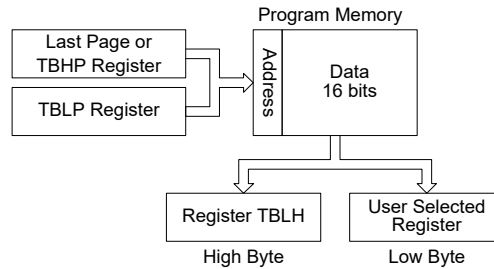 Program Memory
Last Page or
TBHP Register
TBLP Register
Address
Data
16 bits
Register TBLH
User Selected
Register
High Byte
Low Byte